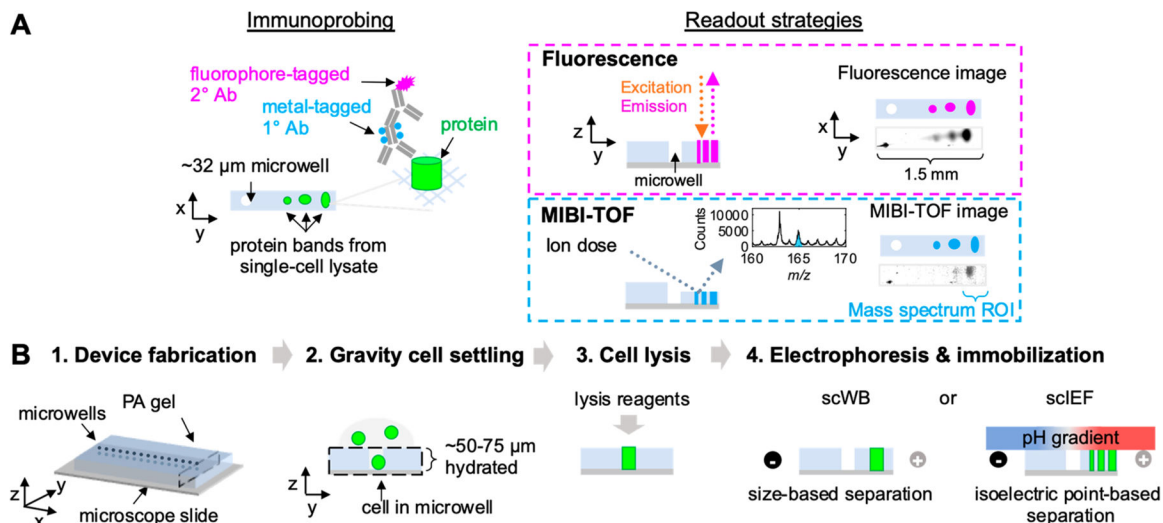 A
Immunoprobing
fluorophore-tagged
2° Ab
metal-tagged
1° Ab
protein
~32 µm microwell
x
y
protein bands from
single-cell lysate
Readout strategies
Fluorescence
Excitation
Emission
z
y
microwell
Fluorescence image
x
y
1.5 mm
MIBI-TOF
Ion dose
Counts
10000
5000
0
160
165
170
m/z
MIBI-TOF image
Mass spectrum ROI
B
1. Device fabrication
2. Gravity cell settling
3. Cell lysis
4. Electrophoresis & immobilization
microwells
PA gel
z
y
x
microscope slide
~50-75 µm
hydrated
z
y
cell in microwell
lysis reagents
scWB
or
scIEF
pH gradient
-
+
-
+
size-based separation
isoelectric point-based
separation